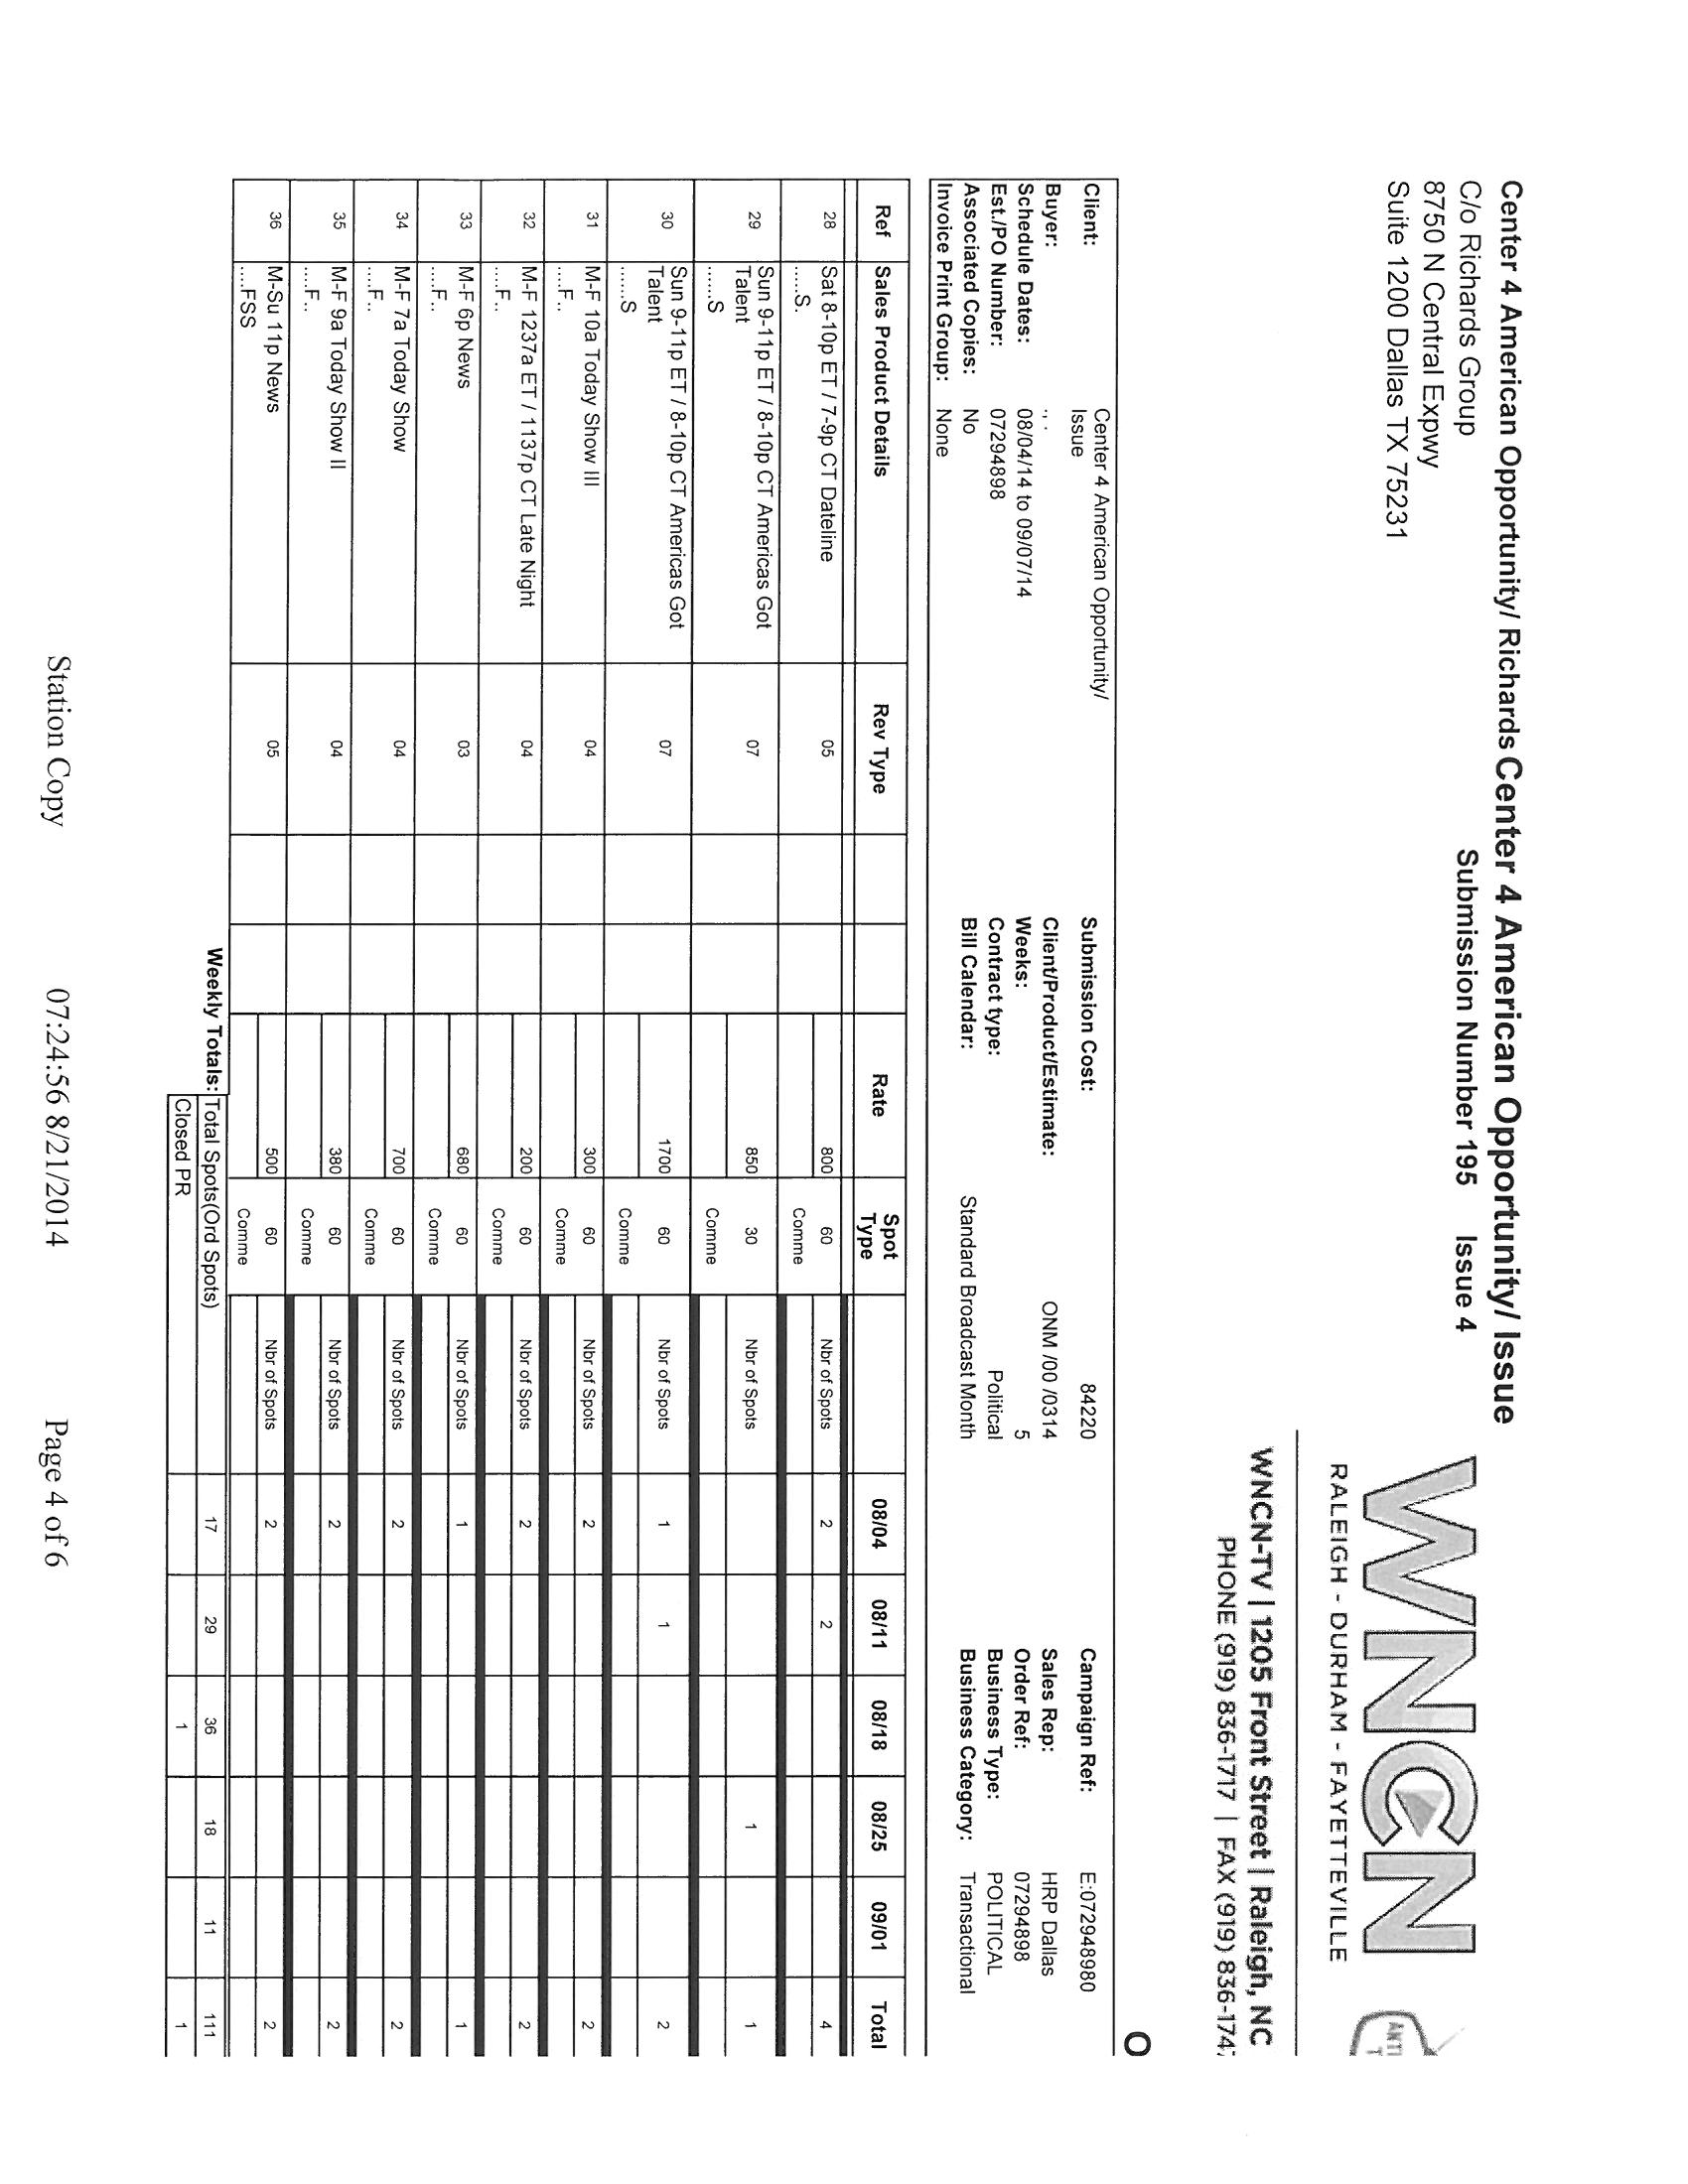 Center 4 American Opportunity/ Richards Center 4 American Opportunity/ Issue
C/o Richards Group
8750 N Central Expwy
Suite 1200 Dallas TX 75231
Submission Number 195 Issue 4
WNCN
RALEIGH - DURHAM - FAYETTEVILLE
WNCN-TV | 1205 Front Street | Raleigh, NC
PHONE (919) 836-1717 | FAX (919) 836-174
O
Client: Center 4 American Opportunity/
Issue
Buyer: ., .
Schedule Dates: 08/04/14 to 09/07/14
Est./PO Number: 07294898
Associated Copies: No
Invoice Print Group: None
Submission Cost: 84220
Client/Product/Estimate: ONM /00 /0314
Weeks: 5
Contract type: Political
Bill Calendar: Standard Broadcast Month
Campaign Ref: E:072948980
Sales Rep: HRP Dallas
Order Ref: 07294898
Business Type: POLITICAL
Business Category: Transactional
Ref Sales Product Details Rev Type Rate Spot Type 08/04 08/11 08/18 08/25 09/01 Total
28 Sat 8-10p ET / 7-9p CT Dateline 05 800 60 Nbr of Spots 2 2 4
.....S. Comme
29 Sun 9-11p ET / 8-10p CT Americas Got 07 850 30 Nbr of Spots 1 1
Talent
......S Comme
30 Sun 9-11p ET / 8-10p CT Americas Got 07 1700 60 Nbr of Spots 1 1 2
Talent
......S Comme
31 M-F 10a Today Show III 04 300 60 Nbr of Spots 2 2
....F.. Comme
32 M-F 1237a ET / 1137p CT Late Night 04 200 60 Nbr of Spots 2 2
....F.. Comme
33 M-F 6p News 03 680 60 Nbr of Spots 1 1
....F.. Comme
34 M-F 7a Today Show 04 700 60 Nbr of Spots 2 2
....F.. Comme
35 M-F 9a Today Show II 04 380 60 Nbr of Spots 2 2
....F.. Comme
36 M-Su 11p News 05 500 60 Nbr of Spots 2 2
....FSS Comme
Weekly Totals: Total Spots(Ord Spots) 17 29 36 18 11 111
Closed PR 1 1
Station Copy 07:24:56 8/21/2014 Page 4 of 6